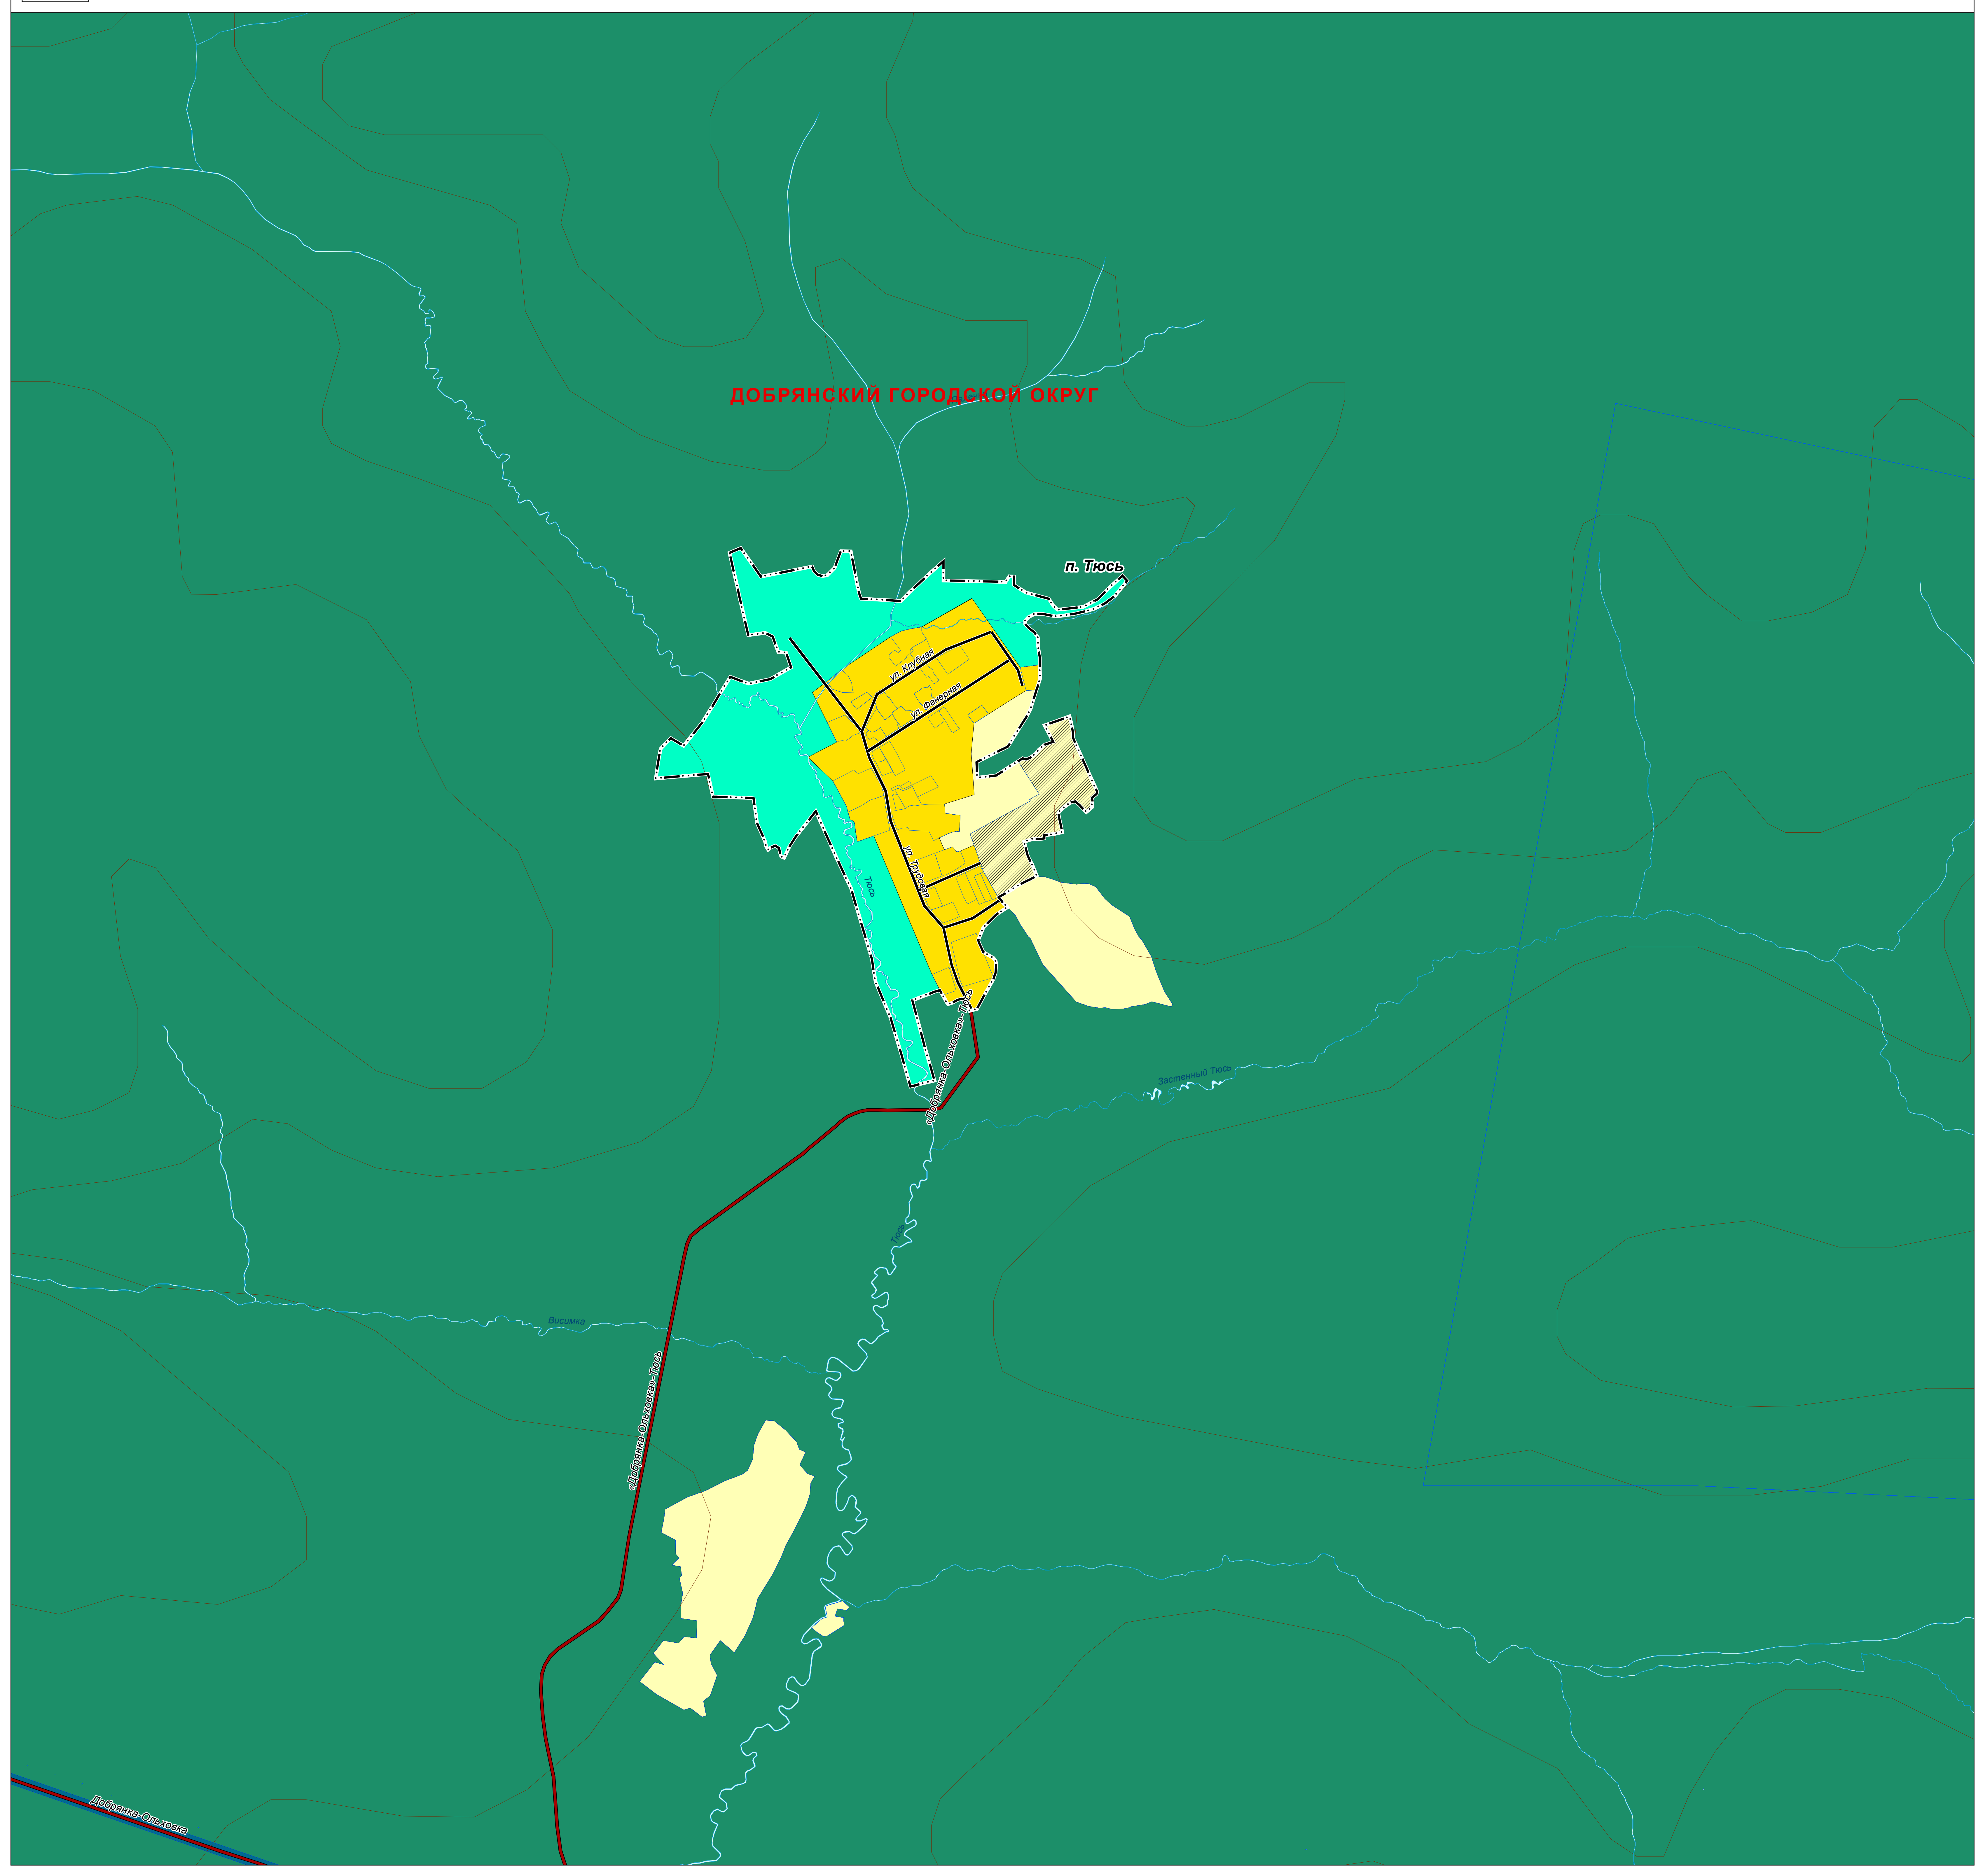 ДОБРЯНСКИЙ ГОРОДСКОЙ ОКРУГ
п. Тюсь
ул. Клубная
ул. Фанерная
ул. Трудовая
Тюсь
«Добрянка-Ольховка»-Тюсь
Застенный Тюсь
Тюсь
Висимка
«Добрянка-Ольховка»-Тюсь
Добрянка-Ольховка